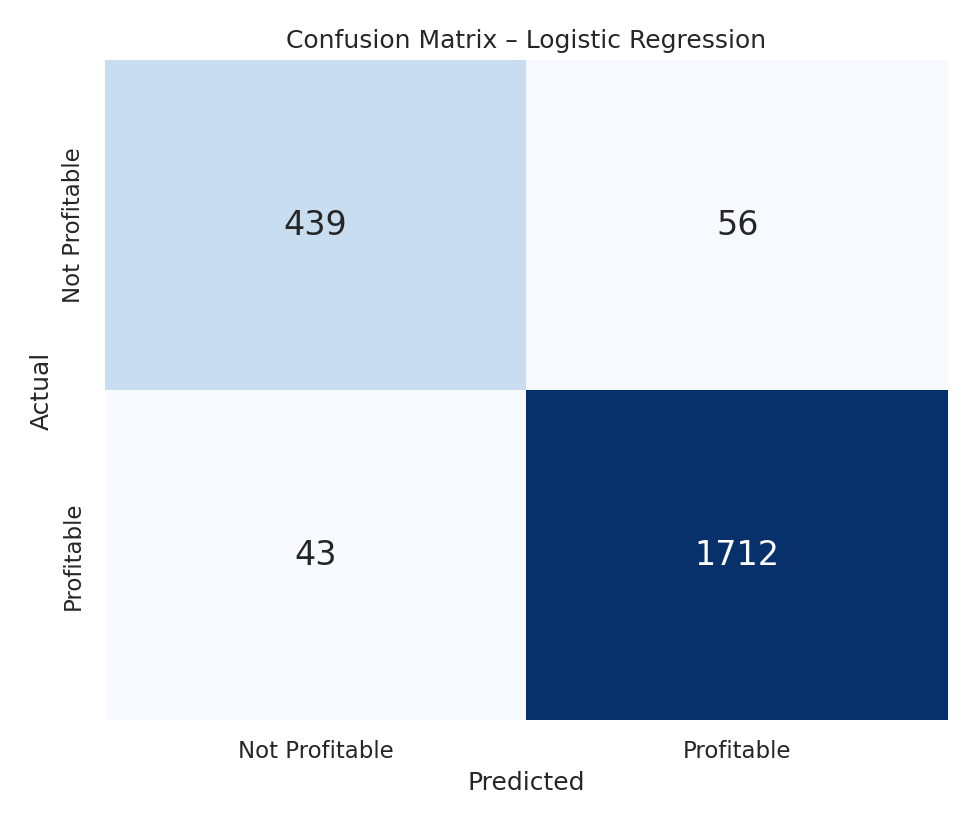 Confusion Matrix – Logistic Regression
Not Profitable
439
56
Actual
Profitable
43
1712
Not Profitable
Profitable
Predicted